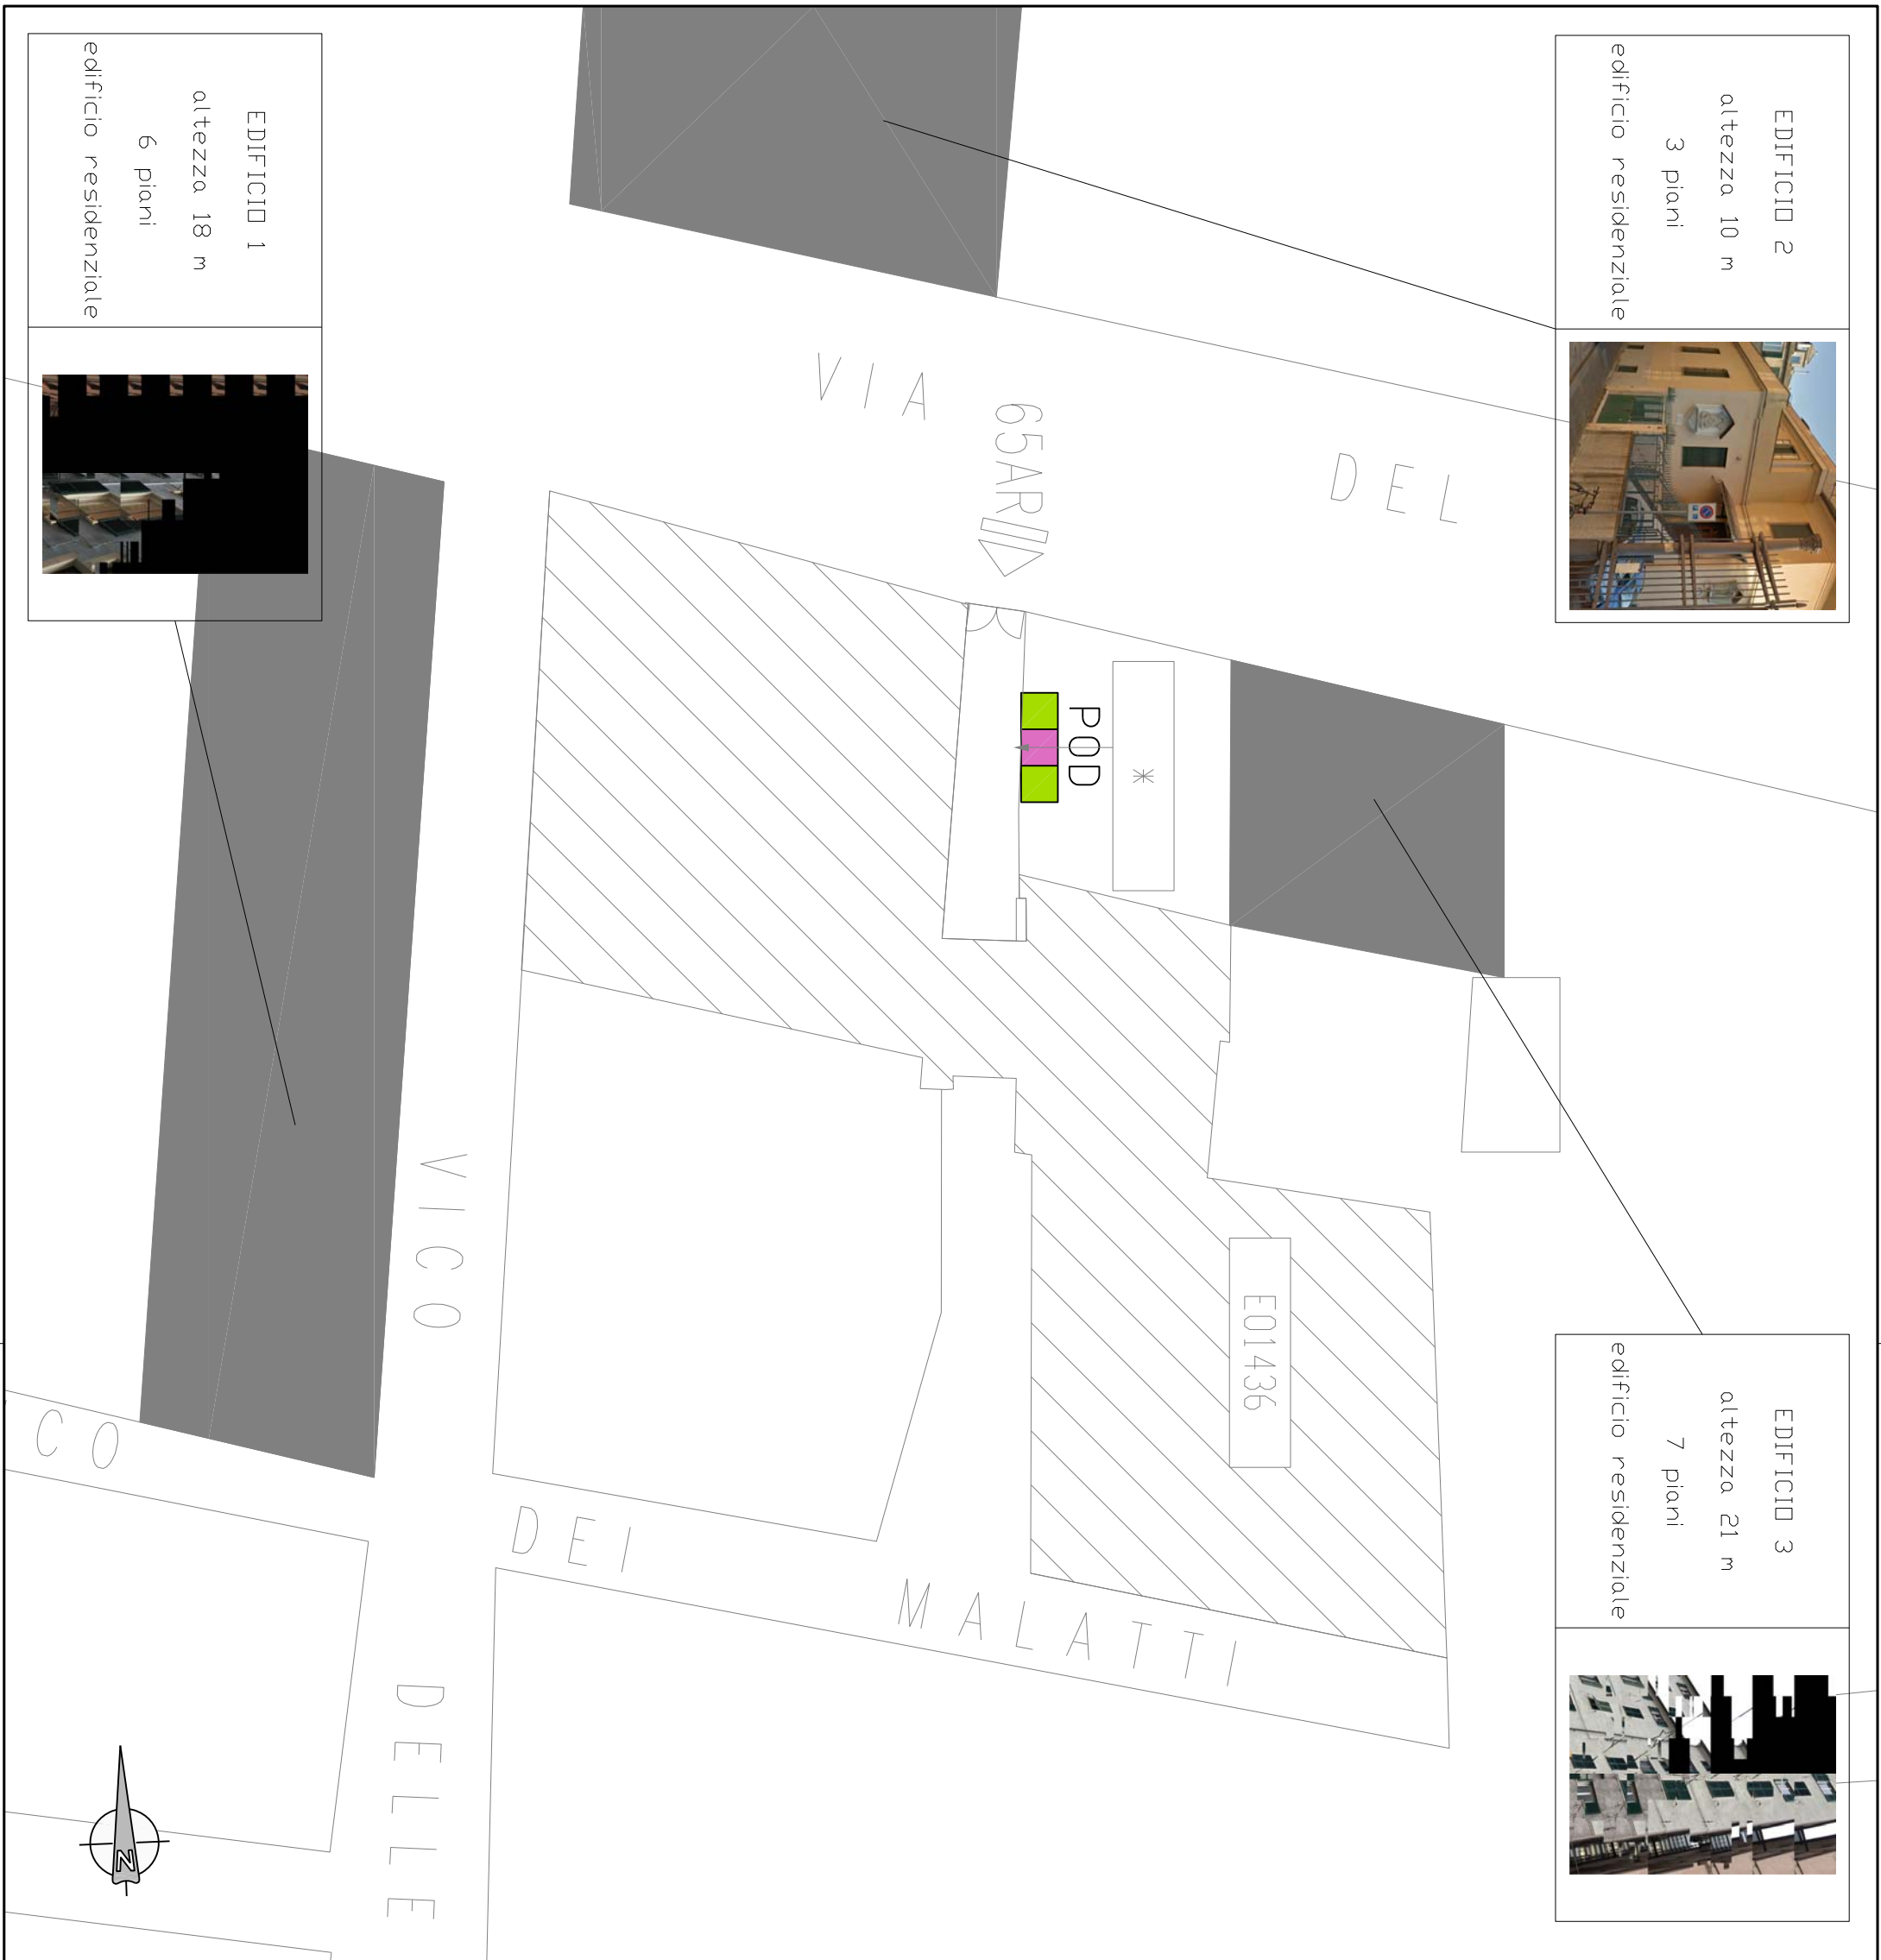 EDIFICIO 2
altezza 10 m
3 piani
edificio residenziale
EDIFICIO 3
altezza 21 m
7 piani
edificio residenziale
EDIFICIO 1
altezza 18 m
6 piani
edificio residenziale
VIA DEL
65AR
POD
*
E01436
VICO DELLE
CO DEI MALATTI
N